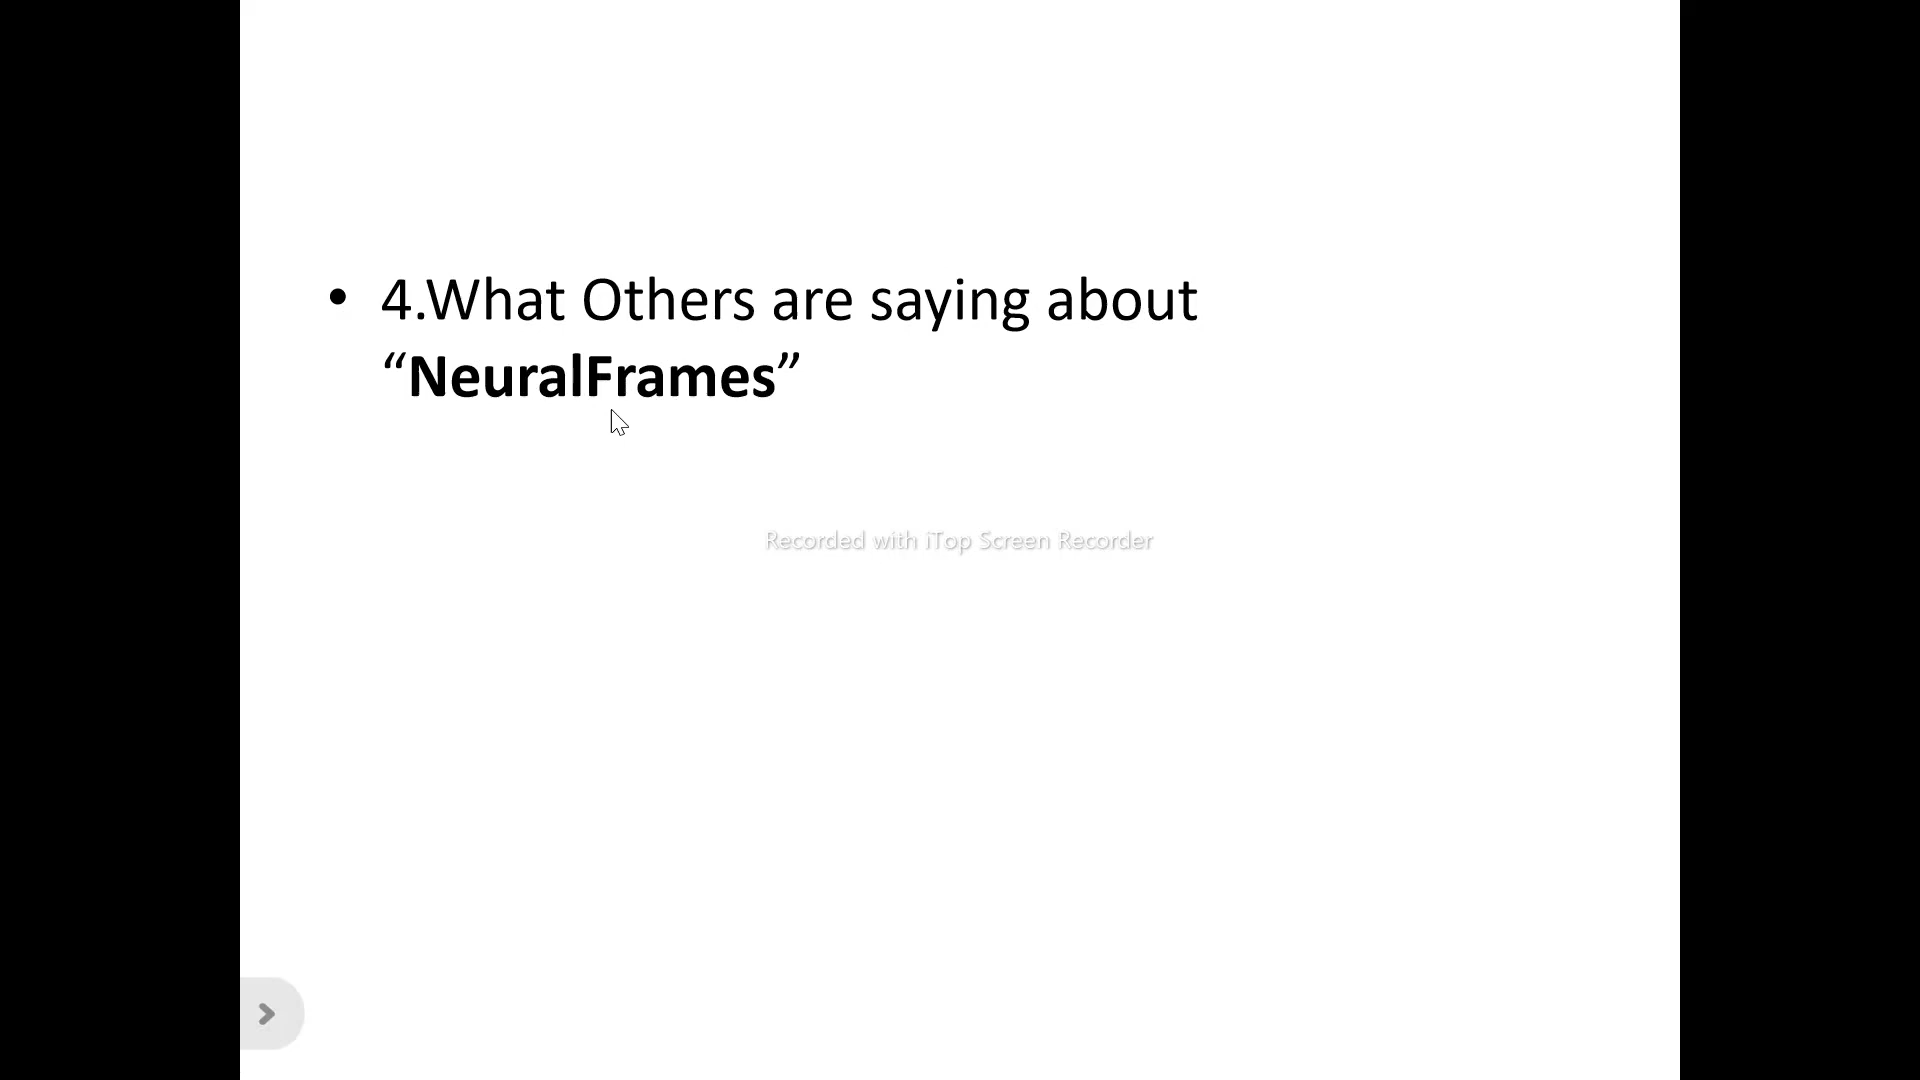 • 4.What Others are saying about
“NeuralFrames”
Recorded with iTop Screen Recorder